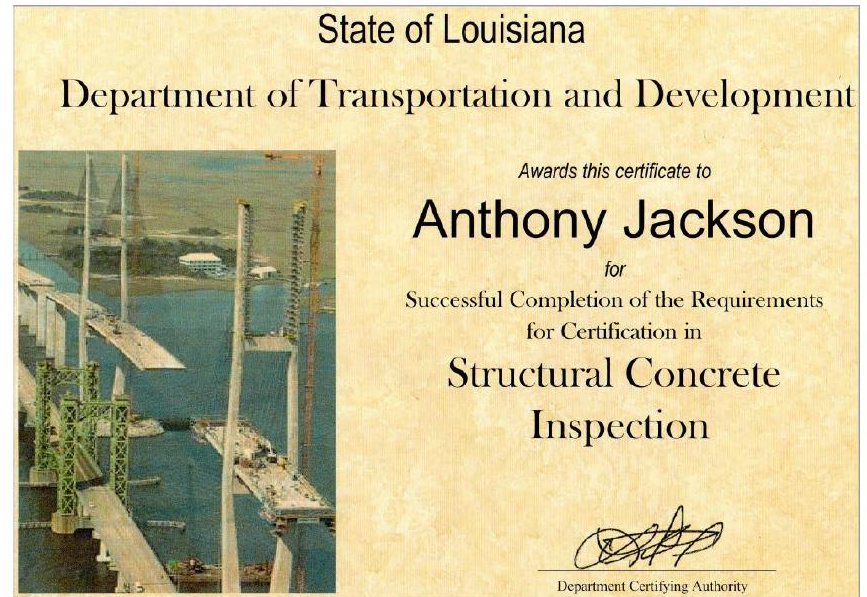 State of Louisiana
Department of Transportation and Development
Awards this certificate to
Anthony Jackson
for
Successful Completion of the Requirements
for Certification in
Structural Concrete
Inspection
Department Certifying Authority